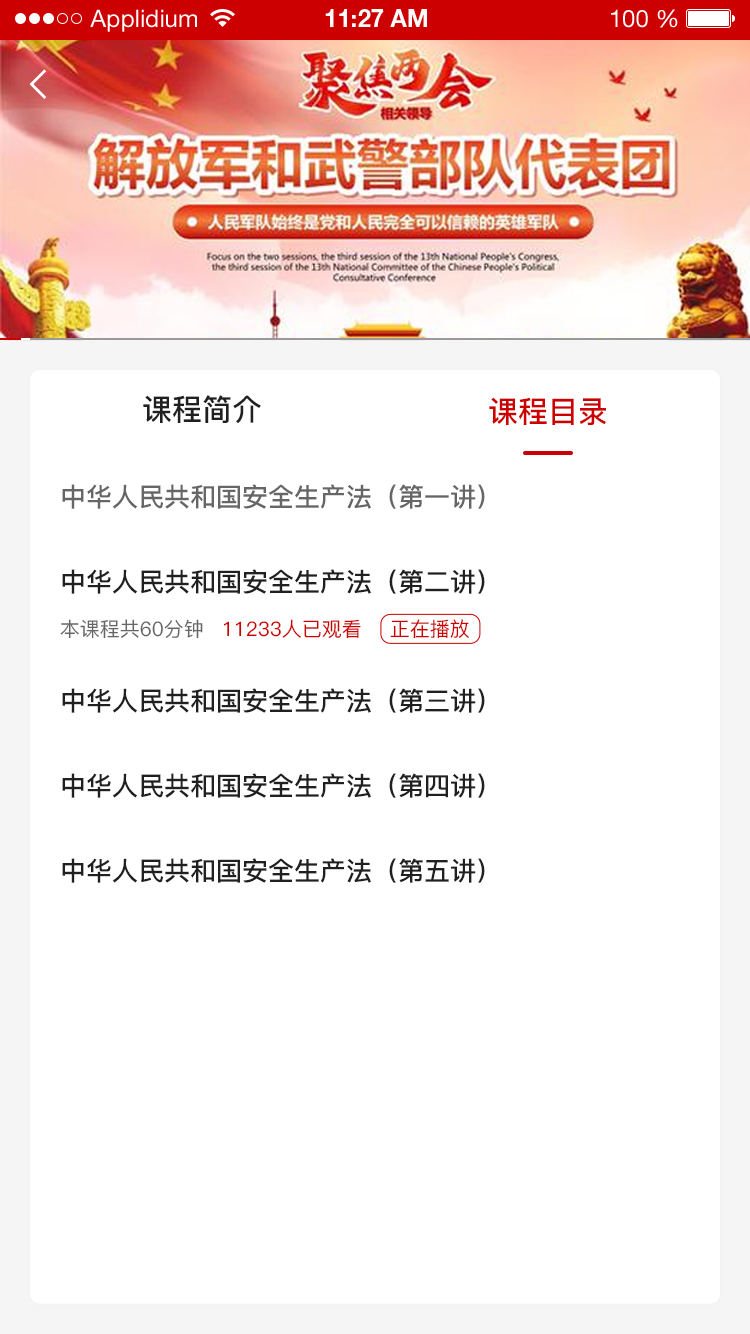 Applidium 11:27 AM 100 %
聚焦两会
相关领导
解放军和武警部队代表团
人民军队始终是党和人民完全可以信赖的英雄军队
Focus on the two sessions, the third session of the 13th National People's Congress,
the third session of the 13th National Committee of the Chinese People's Political
Consultative Conference
课程简介 课程目录
中华人民共和国安全生产法（第一讲）
中华人民共和国安全生产法（第二讲）
本课程共60分钟 11233人已观看 正在播放
中华人民共和国安全生产法（第三讲）
中华人民共和国安全生产法（第四讲）
中华人民共和国安全生产法（第五讲）